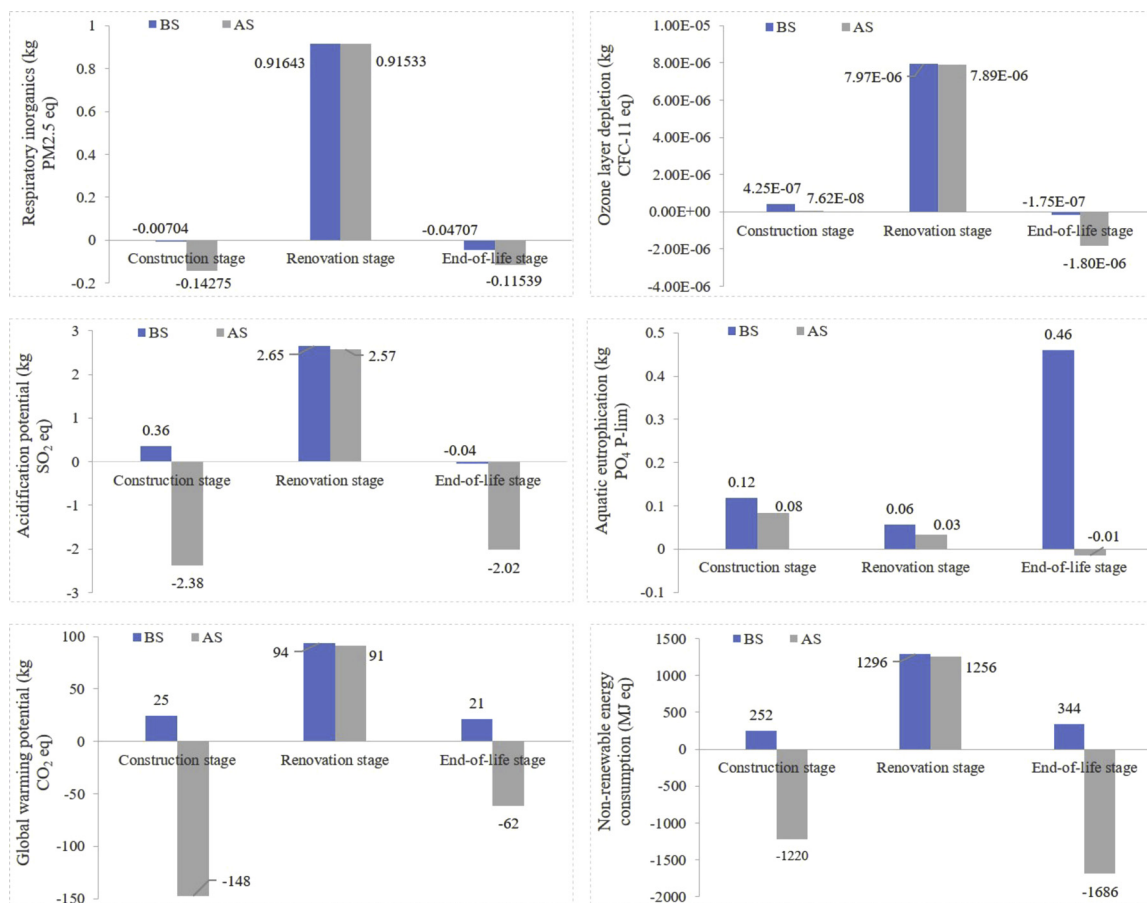 BS AS
Respiratory inorganics (kg
PM2.5 eq)
1
0.8
0.6
0.4
0.2
0
-0.2
-0.00704
-0.14275
0.91643
0.91533
-0.04707
-0.11539
Construction stage Renovation stage End-of-life stage
BS AS
Ozone layer depletion (kg
CFC-11 eq)
1.00E-05
8.00E-06
6.00E-06
4.00E-06
2.00E-06
0.00E+00
-2.00E-06
-4.00E-06
4.25E-07
7.62E-08
7.97E-06
7.89E-06
-1.75E-07
-1.80E-06
Construction stage Renovation stage End-of-life stage
BS AS
Acidification potential (kg
SO₂ eq)
3
2
1
0
-1
-2
-3
0.36
-2.38
2.65
2.57
-0.04
-2.02
Construction stage Renovation stage End-of-life stage
BS AS
Aquatic eutrophication (kg
PO₄ P-lim)
0.5
0.4
0.3
0.2
0.1
0
-0.1
0.12
0.08
0.06
0.03
0.46
-0.01
Construction stage Renovation stage End-of-life stage
BS AS
Global warning potential (kg
CO₂ eq)
100
50
0
-50
-100
-150
25
-148
94
91
21
-62
Construction stage Renovation stage End-of-life stage
BS AS
Non-renewable energy
consumption (MJ eq)
1500
1000
500
0
-500
-1000
-1500
-2000
252
-1220
1296
1256
344
-1686
Construction stage Renovation stage End-of-life stage